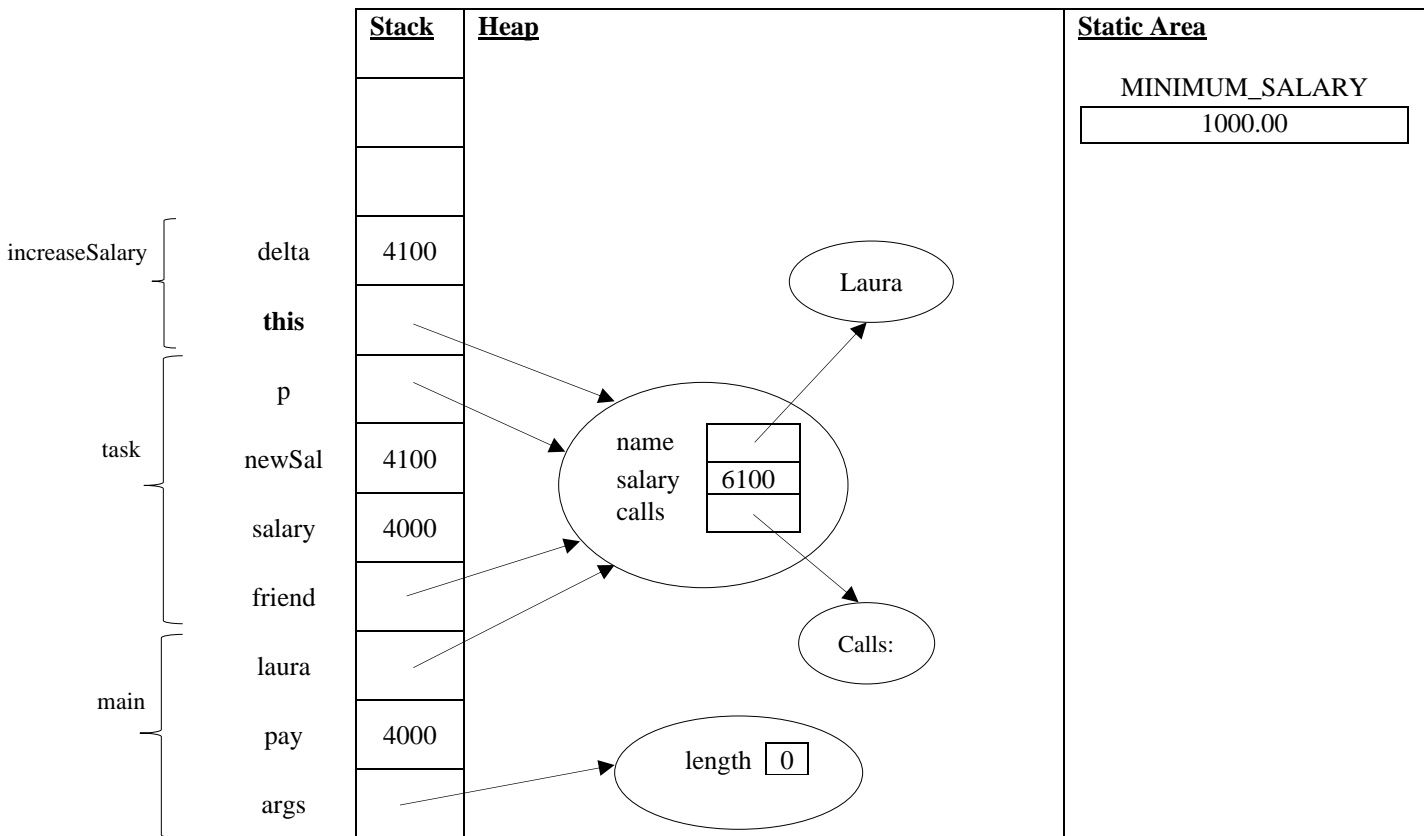 Stack
Heap
Static Area
MINIMUM_SALARY
1000.00
increaseSalary
delta
4100
Laura
this
p
name
task
newSal
4100
salary
6100
calls
salary
4000
friend
Calls:
laura
main
pay
4000
length
0
args